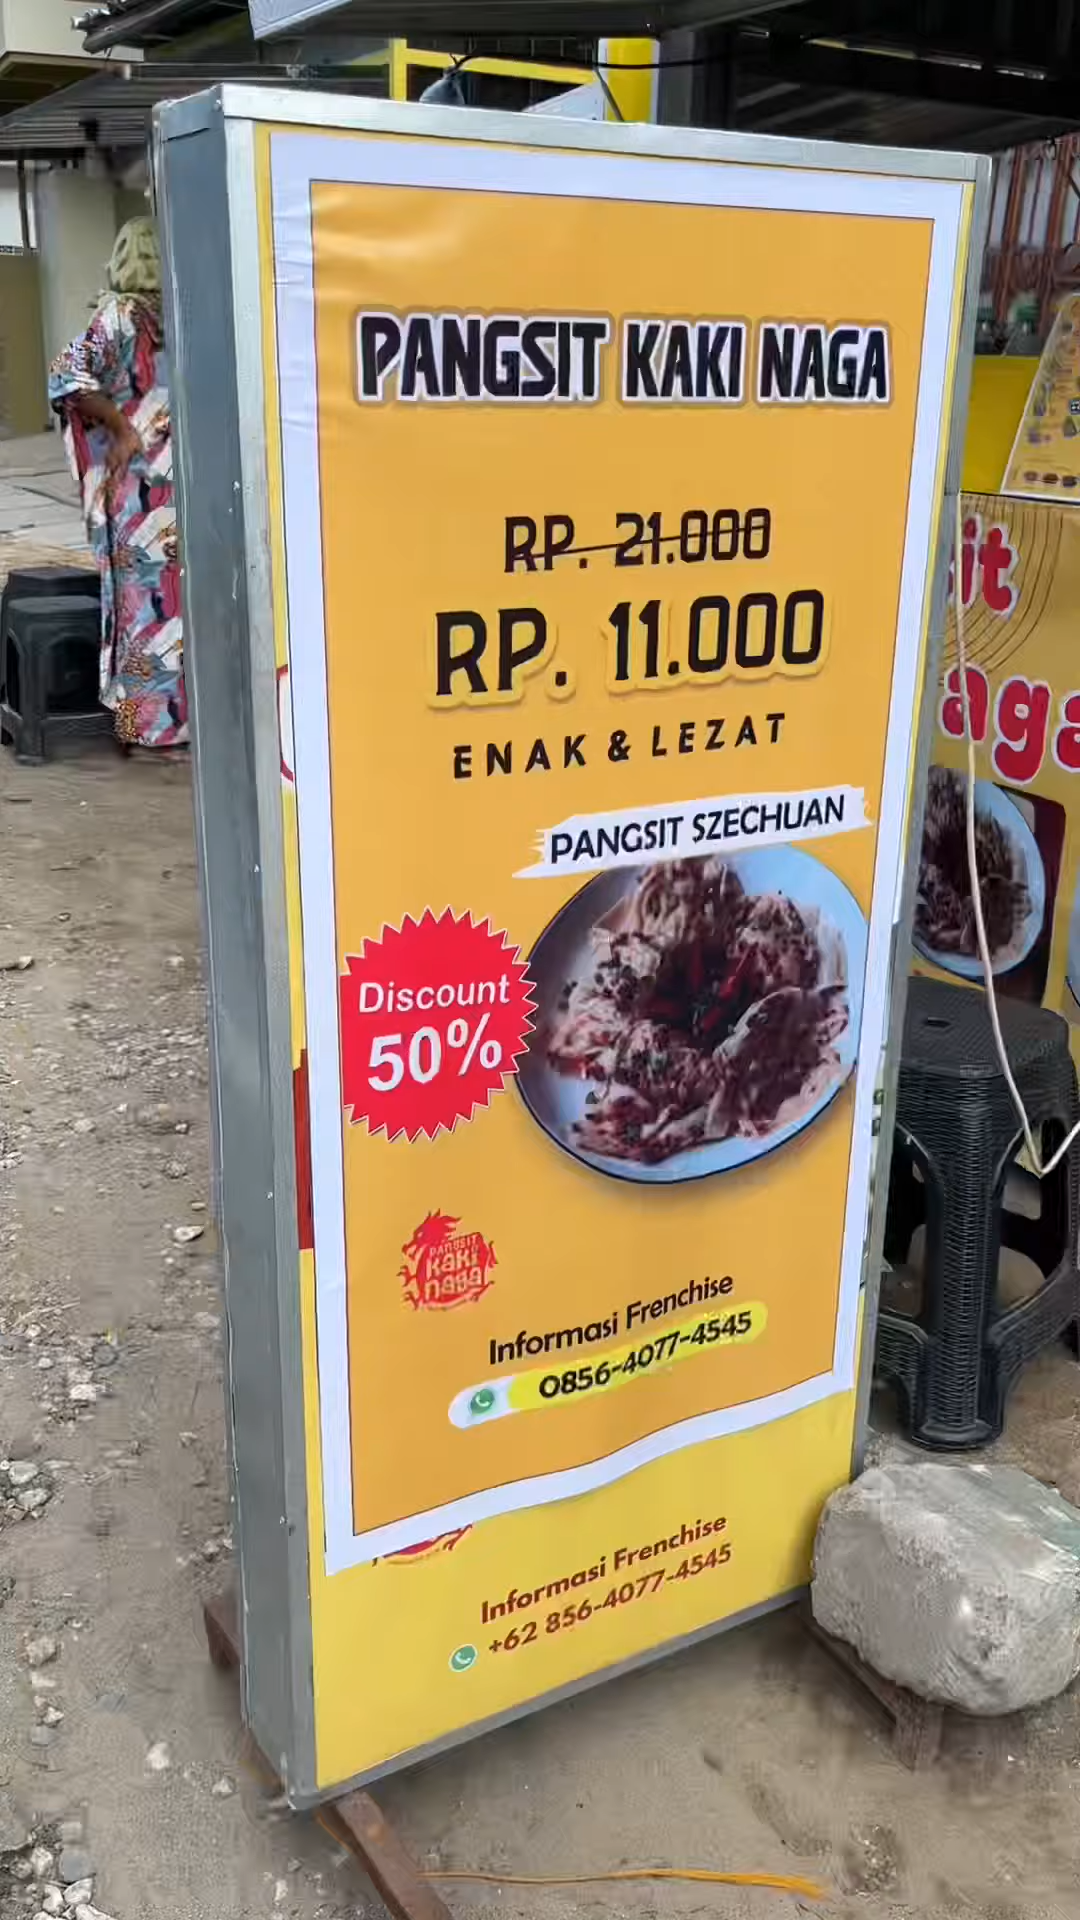 PANGSIT KAKI NAGA
RP. 21.000
RP. 11.000
ENAK & LEZAT
PANGSIT SZECHUAN
Discount
50%
PANGSIT
KAKI
NAGA
Informasi Frenchise
0856-4077-4545
Informasi Frenchise
+62 856-4077-4545